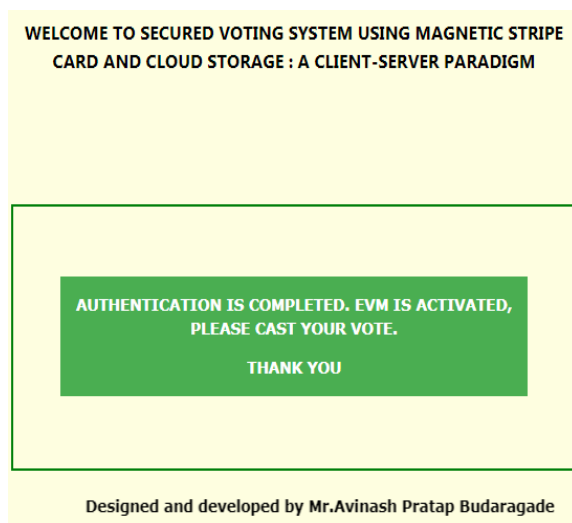 WELCOME TO SECURED VOTING SYSTEM USING MAGNETIC STRIPE
CARD AND CLOUD STORAGE : A CLIENT-SERVER PARADIGM
AUTHENTICATION IS COMPLETED. EVM IS ACTIVATED,
PLEASE CAST YOUR VOTE.
THANK YOU
Designed and developed by Mr.Avinash Pratap Budaragade